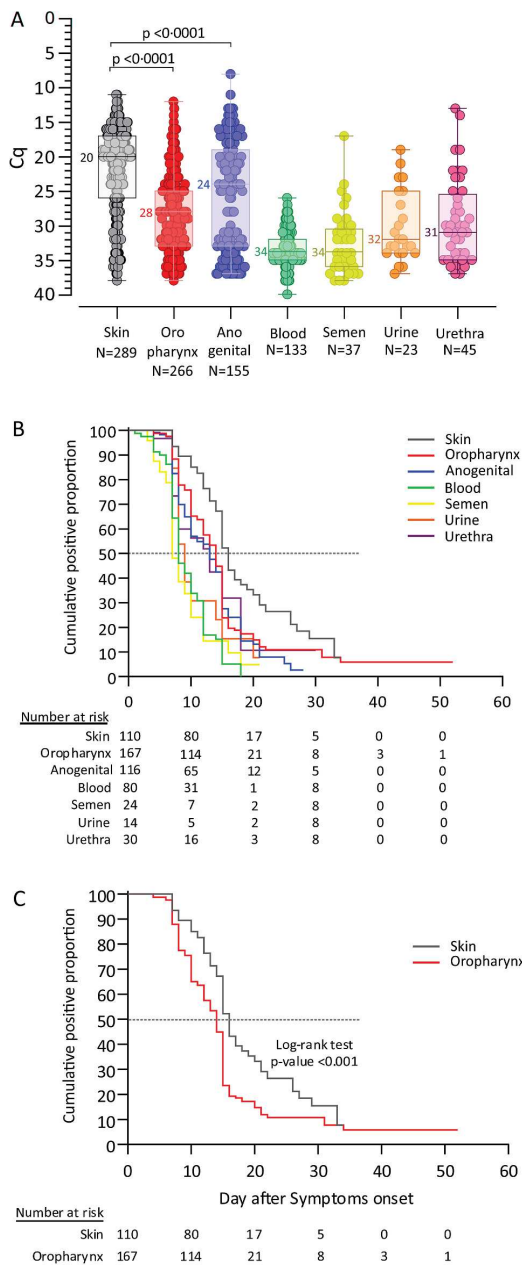 A
p <0·0001
p <0·0001
Cq
0
5
10
15
20
25
30
35
40
20
28
24
34
34
32
31
Skin
N=289
Oro
pharynx
N=266
Ano
genital
N=155
Blood
N=133
Semen
N=37
Urine
N=23
Urethra
N=45
B
Cumulative positive proportion
100
90
80
70
60
50
40
30
20
10
0
0 10 20 30 40 50 60
Skin
Oropharynx
Anogenital
Blood
Semen
Urine
Urethra
Number at risk
Skin 110 80 17 5 0 0
Oropharynx 167 114 21 8 3 1
Anogenital 116 65 12 5 0 0
Blood 80 31 1 8 0 0
Semen 24 7 2 8 0 0
Urine 14 5 2 8 0 0
Urethra 30 16 3 8 0 0
C
Cumulative positive proportion
100
90
80
70
60
50
40
30
20
10
0
0 10 20 30 40 50 60
Skin
Oropharynx
Log-rank test
p-value <0.001
Day after Symptoms onset
Number at risk
Skin 110 80 17 5 0 0
Oropharynx 167 114 21 8 3 1